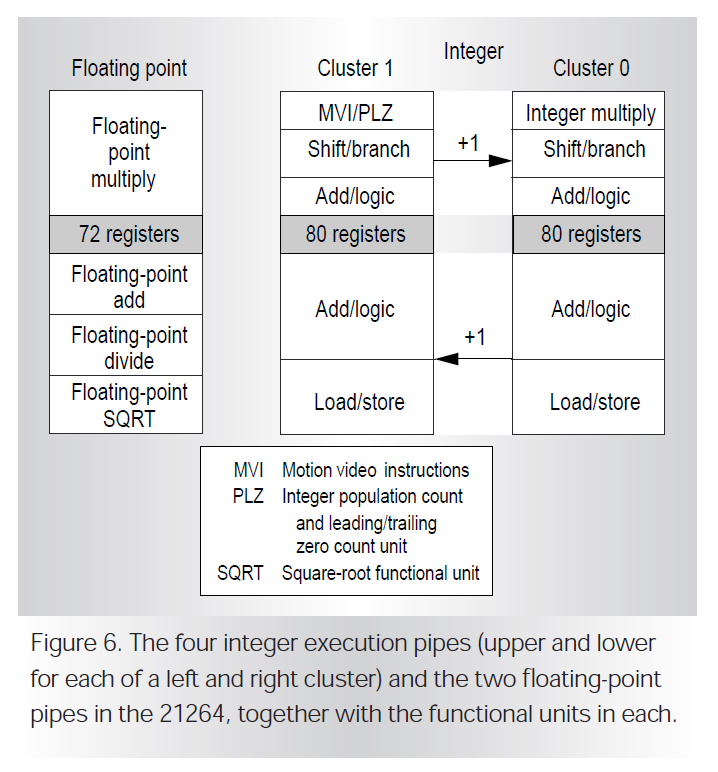 Integer
Floating point
Cluster 1
Cluster 0
Floating-
point
multiply
72 registers
Floating-point
add
Floating-point
divide
Floating-point
SQRT
MVI/PLZ
Shift/branch
Add/logic
80 registers
Add/logic
Load/store
+1
+1
Integer multiply
Shift/branch
Add/logic
80 registers
Add/logic
Load/store
MVI Motion video instructions
PLZ Integer population count
and leading/trailing
zero count unit
SQRT Square-root functional unit
Figure 6. The four integer execution pipes (upper and lower
for each of a left and right cluster) and the two floating-point
pipes in the 21264, together with the functional units in each.